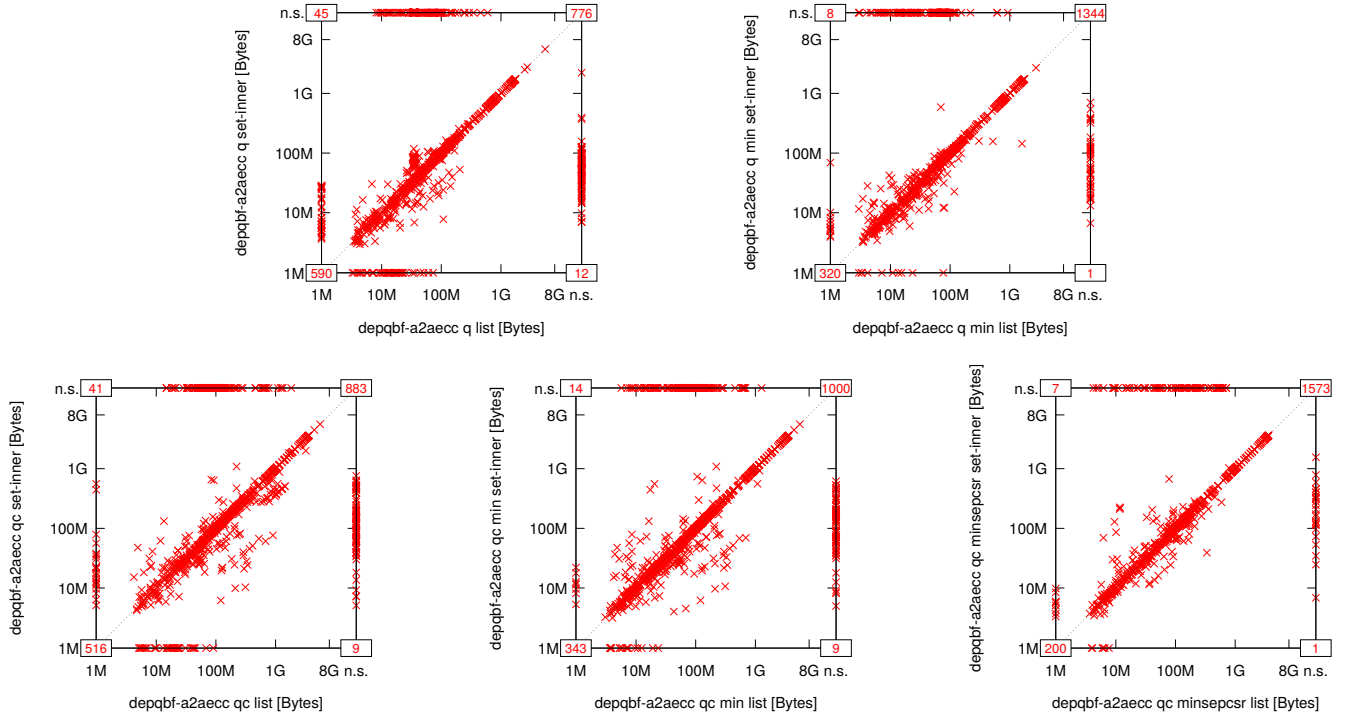 n.s. 45 776
8G
1G
100M
10M
1M 590 12
1M 10M 100M 1G 8G n.s.
depqbf-a2aecc q set-inner [Bytes]
depqbf-a2aecc q list [Bytes]
n.s. 8 1344
8G
1G
100M
10M
1M 320 1
1M 10M 100M 1G 8G n.s.
depqbf-a2aecc q min set-inner [Bytes]
depqbf-a2aecc q min list [Bytes]
n.s. 41 883
8G
1G
100M
10M
1M 516 9
1M 10M 100M 1G 8G n.s.
depqbf-a2aecc qc set-inner [Bytes]
depqbf-a2aecc qc list [Bytes]
n.s. 14 1000
8G
1G
100M
10M
1M 343 9
1M 10M 100M 1G 8G n.s.
depqbf-a2aecc qc min set-inner [Bytes]
depqbf-a2aecc qc min list [Bytes]
n.s. 7 1573
8G
1G
100M
10M
1M 200 1
1M 10M 100M 1G 8G n.s.
depqbf-a2aecc qc minsepcsr set-inner [Bytes]
depqbf-a2aecc qc minsepcsr list [Bytes]